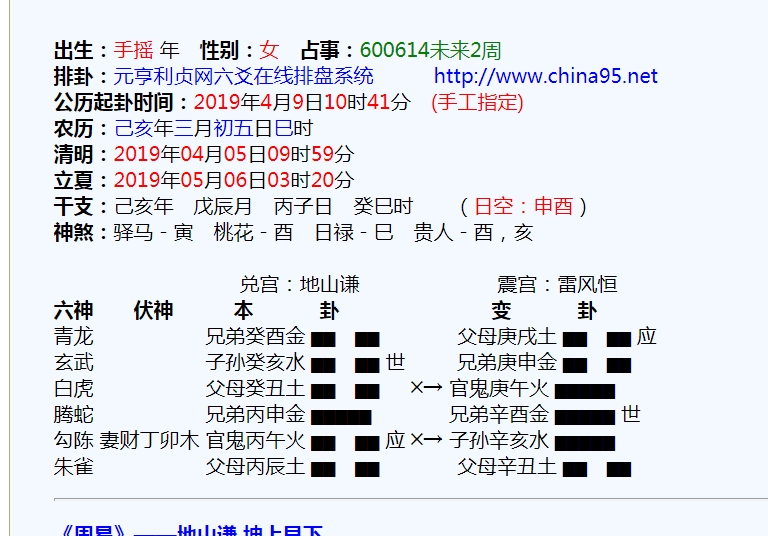 出生：手摇 年 性别：女 占事：600614未来2周
排卦：元亨利贞网六爻在线排盘系统 http://www.china95.net
公历起卦时间：2019年4月9日10时41分 (手工指定)
农历：己亥年三月初五日巳时
清明：2019年04月05日09时59分
立夏：2019年05月06日03时20分
干支：己亥年 戊辰月 丙子日 癸巳时 （日空：申酉）
神煞：驿马－寅 桃花－酉 日禄－巳 贵人－酉，亥
兑宫：地山谦 震宫：雷风恒
六神 伏神 本 卦 变 卦
青龙 兄弟癸酉金 父母庚戌土 应
玄武 子孙癸亥水 世 兄弟庚申金
白虎 父母癸丑土 ×→ 官鬼庚午火
腾蛇 兄弟丙申金 兄弟辛酉金 世
勾陈 妻财丁卯木 官鬼丙午火 应 ×→ 子孙辛亥水
朱雀 父母丙辰土 父母辛丑土
《周易》——地山谦 坤上艮下